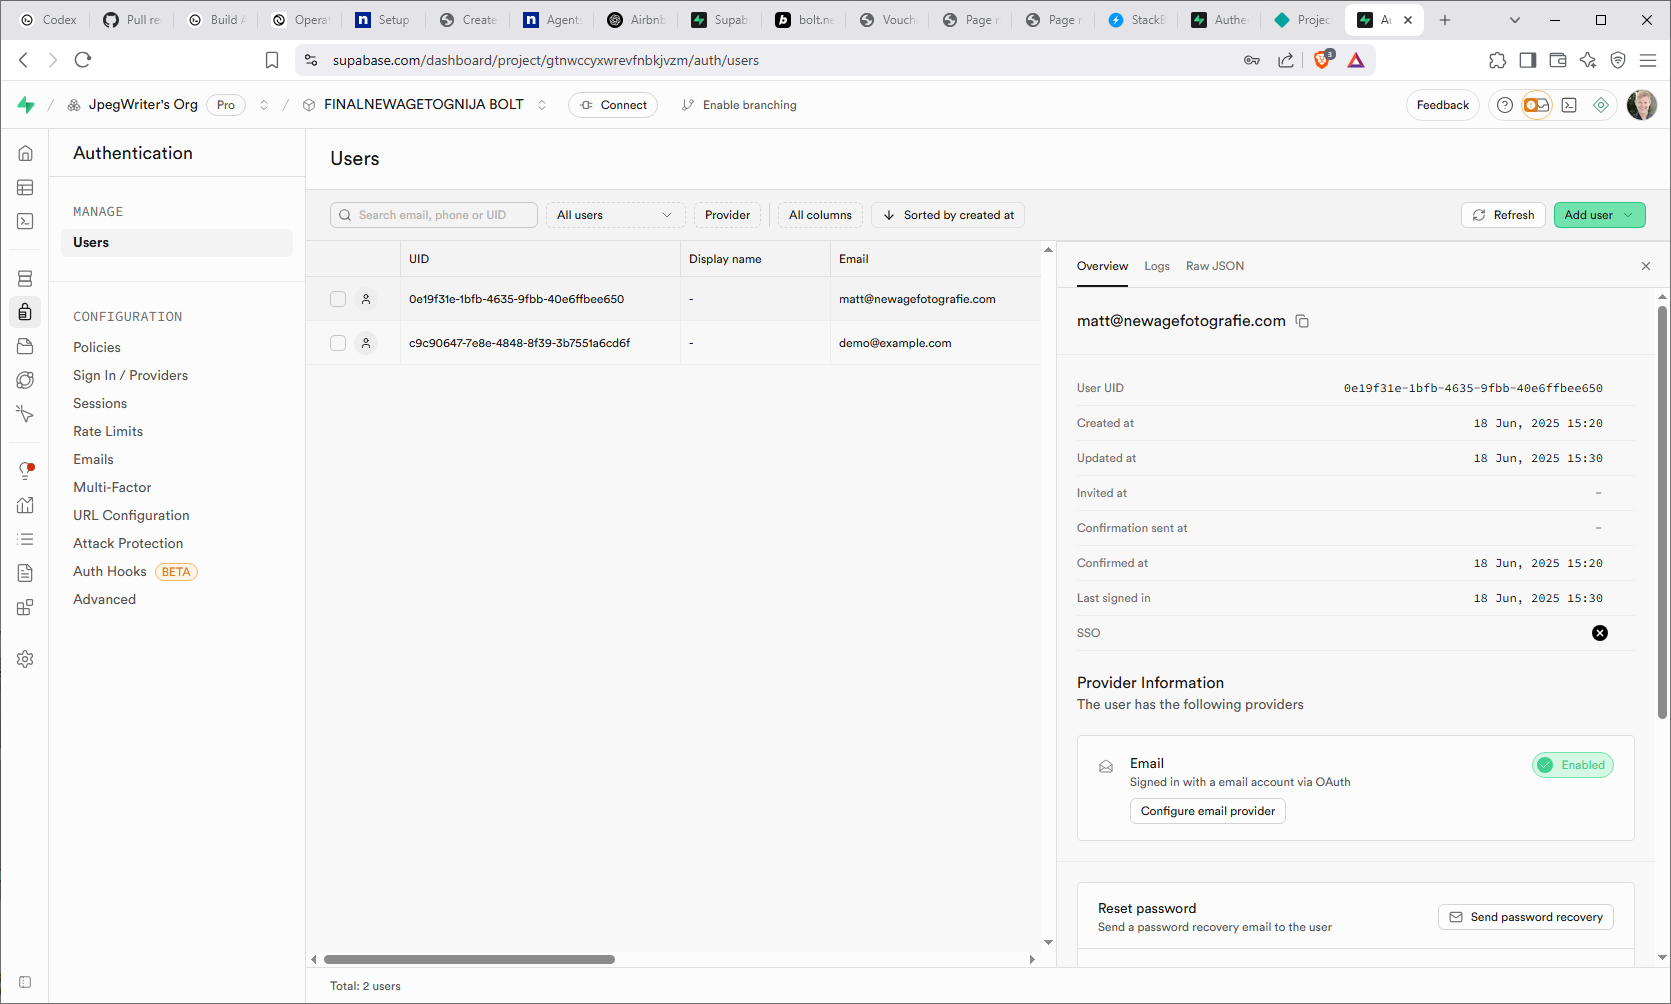 Codex
Pull re
Build A
Operat
Setup
Create
Agent
Airbnb
Supab
bolt.ne
Vouch
Page n
Page n
StackB
Authe
Projec
Au
supabase.com/dashboard/project/gtnwccyxwrevfnbkjvzm/auth/users
3
JpegWriter's Org
Pro
FINALNEWAGETOGNIJA BOLT
Connect
Enable branching
Feedback
Authentication
MANAGE
Users
CONFIGURATION
Policies
Sign In / Providers
Sessions
Rate Limits
Emails
Multi-Factor
URL Configuration
Attack Protection
Auth Hooks BETA
Advanced
Users
Search email, phone or UID
All users
Provider
All columns
Sorted by created at
Refresh
Add user
UID Display name Email
0e19f31e-1bfb-4635-9fbb-40e6ffbee650 - matt@newagefotografie.com
c9c90647-7e8e-4848-8f39-3b7551a6cd6f - demo@example.com
Total: 2 users
Overview Logs Raw JSON
matt@newagefotografie.com
User UID 0e19f31e-1bfb-4635-9fbb-40e6ffbee650
Created at 18 Jun, 2025 15:20
Updated at 18 Jun, 2025 15:30
Invited at -
Confirmation sent at -
Confirmed at 18 Jun, 2025 15:20
Last signed in 18 Jun, 2025 15:30
SSO
Provider Information
The user has the following providers
Email
Enabled
Signed in with a email account via OAuth
Configure email provider
Reset password
Send a password recovery email to the user
Send password recovery